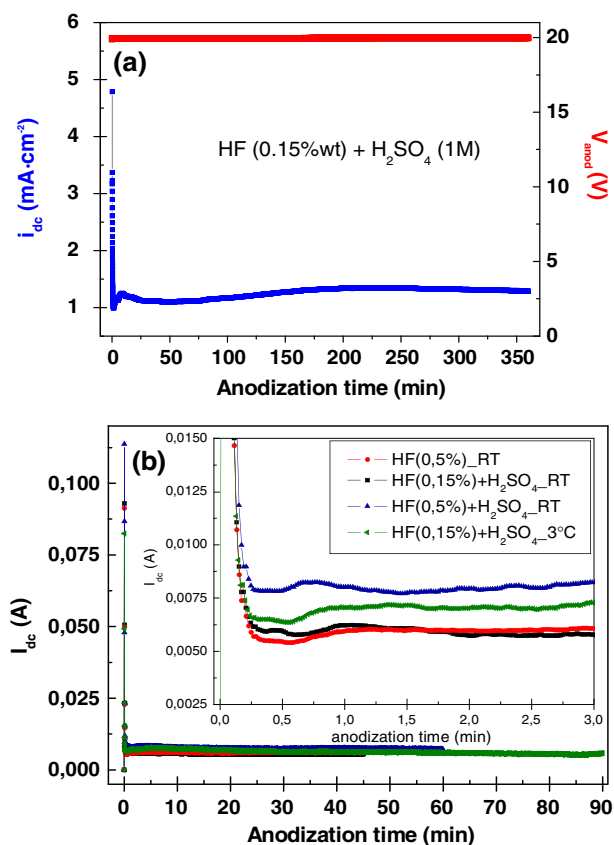 (a)
HF (0.15%wt) + H₂SO₄ (1M)
6
5
4
3
2
1
i_dc (mA·cm⁻²)
20
15
10
5
0
V_anod (V)
0 50 100 150 200 250 300 350
Anodization time (min)
(b)
0,100
0,075
0,050
0,025
0,000
I_dc (A)
0,0150
0,0125
0,0100
0,0075
0,0050
0,0025
I_dc (A)
HF(0,5%)_RT
HF(0,15%)+H₂SO₄_RT
HF(0,5%)+H₂SO₄_RT
HF(0,15%)+H₂SO₄_3°C
0,0 0,5 1,0 1,5 2,0 2,5 3,0
anodization time (min)
0 10 20 30 40 50 60 70 80 90
Anodization time (min)